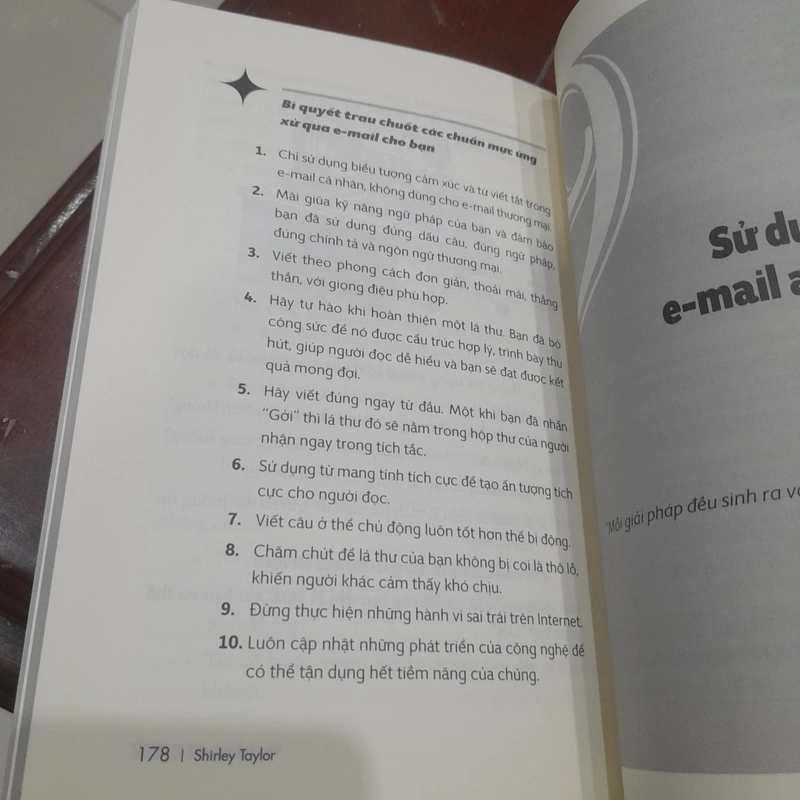 Bí quyết trau chuốt các chuẩn mực ứng
xử qua e-mail cho bạn
1. Chỉ sử dụng biểu tượng cảm xúc và từ viết tắt trong
e-mail cá nhân, không dùng cho e-mail thương mại.
2. Mài giũa kỹ năng ngữ pháp của bạn và đảm bảo
bạn đã sử dụng đúng dấu câu, đúng ngữ pháp,
đúng chính tả và ngôn ngữ thương mại.
3. Viết theo phong cách đơn giản, thoải mái, thẳng
thắn, với giọng điệu phù hợp.
4. Hãy tự hào khi hoàn thiện một lá thư. Bạn đã bỏ
công sức để nó được cấu trúc hợp lý, trình bày thu
hút, giúp người đọc dễ hiểu và bạn sẽ đạt được kết
quả mong đợi.
5. Hãy viết đúng ngay từ đầu. Một khi bạn đã nhấn
"Gởi" thì lá thư đó sẽ nằm trong hộp thư của người
nhận ngay trong tích tắc.
6. Sử dụng từ mang tính tích cực để tạo ấn tượng tích
cực cho người đọc.
7. Viết câu ở thể chủ động luôn tốt hơn thể bị động.
8. Chăm chút để lá thư của bạn không bị coi là thô lỗ,
khiến người khác cảm thấy khó chịu.
9. Đừng thực hiện những hành vi sai trái trên Internet.
10. Luôn cập nhật những phát triển của công nghệ để
có thể tận dụng hết tiềm năng của chúng.
178 | Shirley Taylor
Sử dụ
e-mail a
"Mỗi giải pháp đều sinh ra v